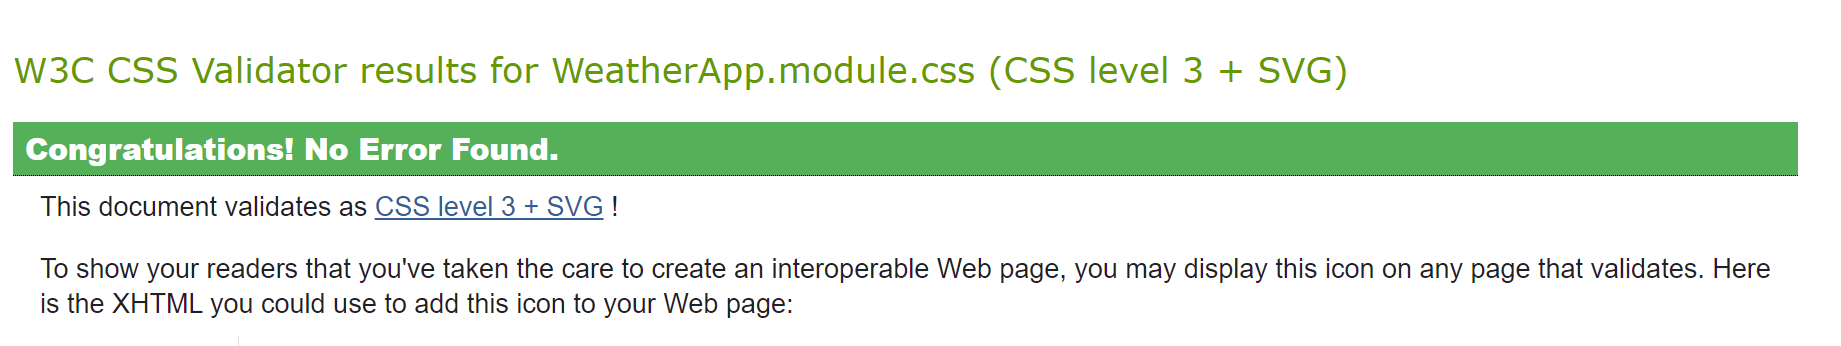 W3C CSS Validator results for WeatherApp.module.css (CSS level 3 + SVG)
Congratulations! No Error Found.
This document validates as CSS level 3 + SVG !
To show your readers that you've taken the care to create an interoperable Web page, you may display this icon on any page that validates. Here
is the XHTML you could use to add this icon to your Web page: